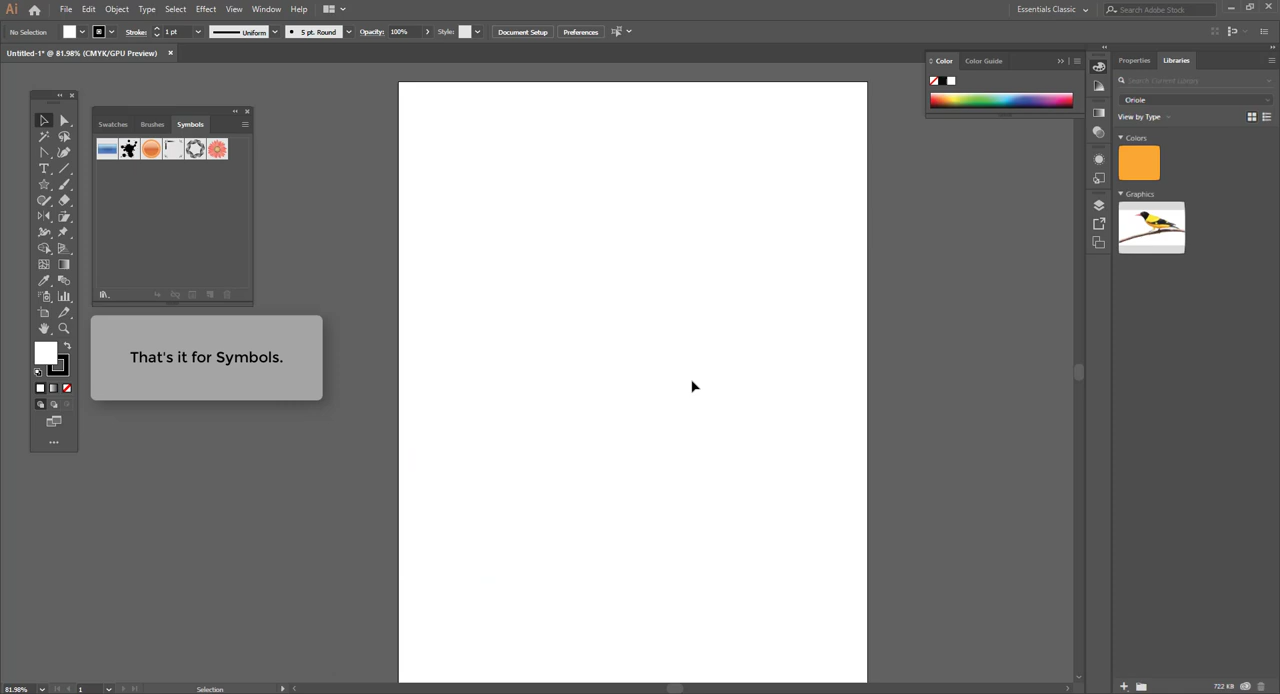 Ai File Edit Object Type Select Effect View Window Help Essentials Classic Search Adobe Stock
No Selection Stroke: 1 pt Uniform 5 pt. Round Opacity: 100% Style: Document Setup Preferences
Untitled-1* @ 81.98% (CMYK/GPU Preview)
Color Color Guide
Properties Libraries
Search Current Library
Oriole
View by Type
Colors
Graphics
Swatches Brushes Symbols
That's it for Symbols.
81.98% 1 Selection
722 KB